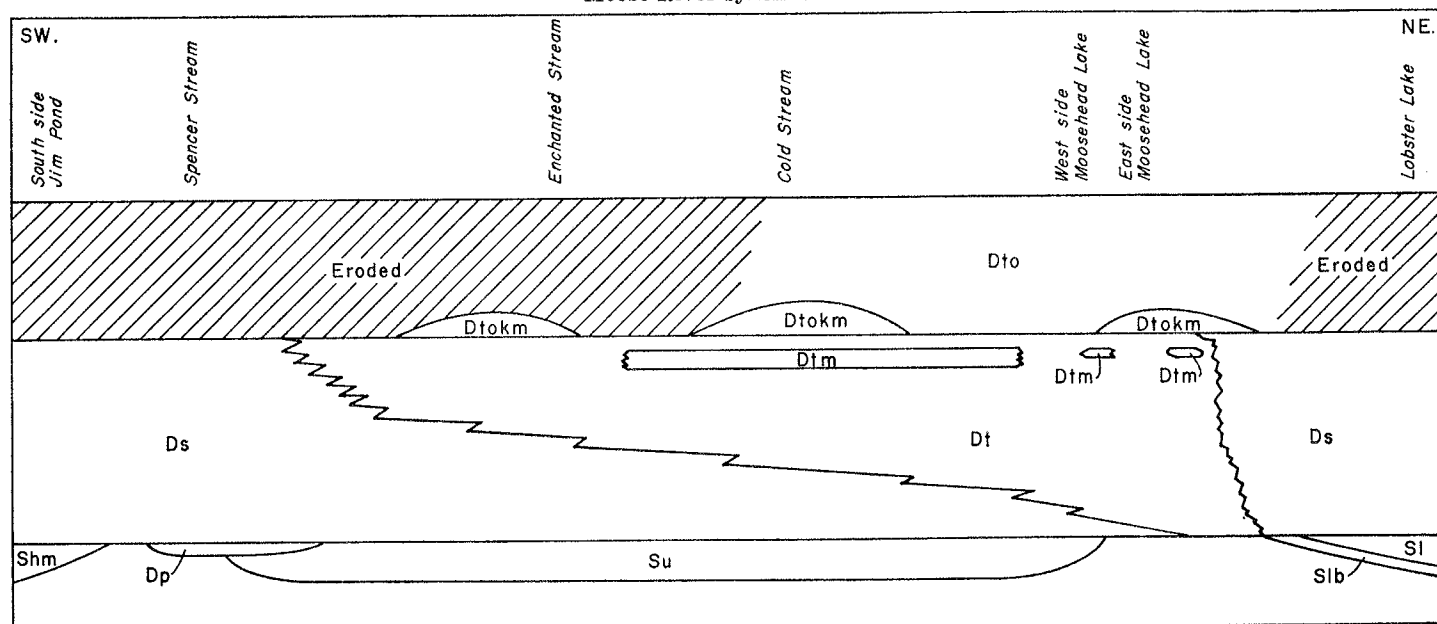 SW.
NE.
South side
Jim Pond
Spencer Stream
Enchanted Stream
Cold Stream
West side
Moosehead Lake
East side
Moosehead Lake
Lobster Lake
Eroded
Dto
Eroded
Dtokm
Dtokm
Dtokm
Dtm
Dtm
Dtm
Ds
Dt
Ds
Shm
Dp
Su
Sl
Slb